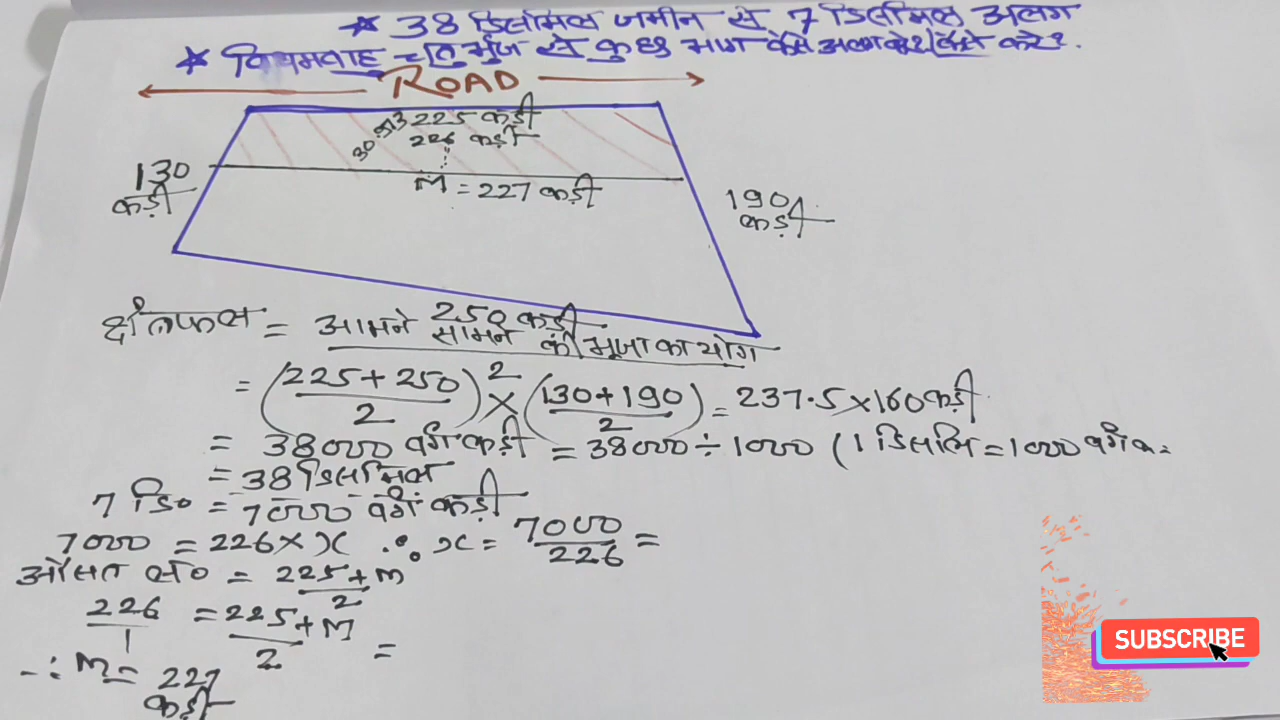 * 38 डिसमिल जमीन से 7 डिसमिल अलग
* विषमबाहु चतुर्भुज से कुछ भाग कैसे
← ROAD →
225 कड़ी
226 कड़ी
M = 227 कड़ी
130
कड़ी
190
कड़ी
250 कड़ी
क्षेत्रफल = आमने सामने की भूजा का योग
2
= (225+250/2) × (130+190/2) = 237.5×160 कड़ी
= 38000 वर्ग कड़ी = 38000 ÷ 1000 (1 डिसमि = 1000 वर्ग क॰
= 38 डिसमिल
7 डि० = 7000 वर्ग कड़ी
7000 = 226 × x ∴ x = 7000/226 =
औसत ल० = 225+M/2
226/1 = 225+M/2 =
∴ M = 227
कड़ी
SUBSCRIBE